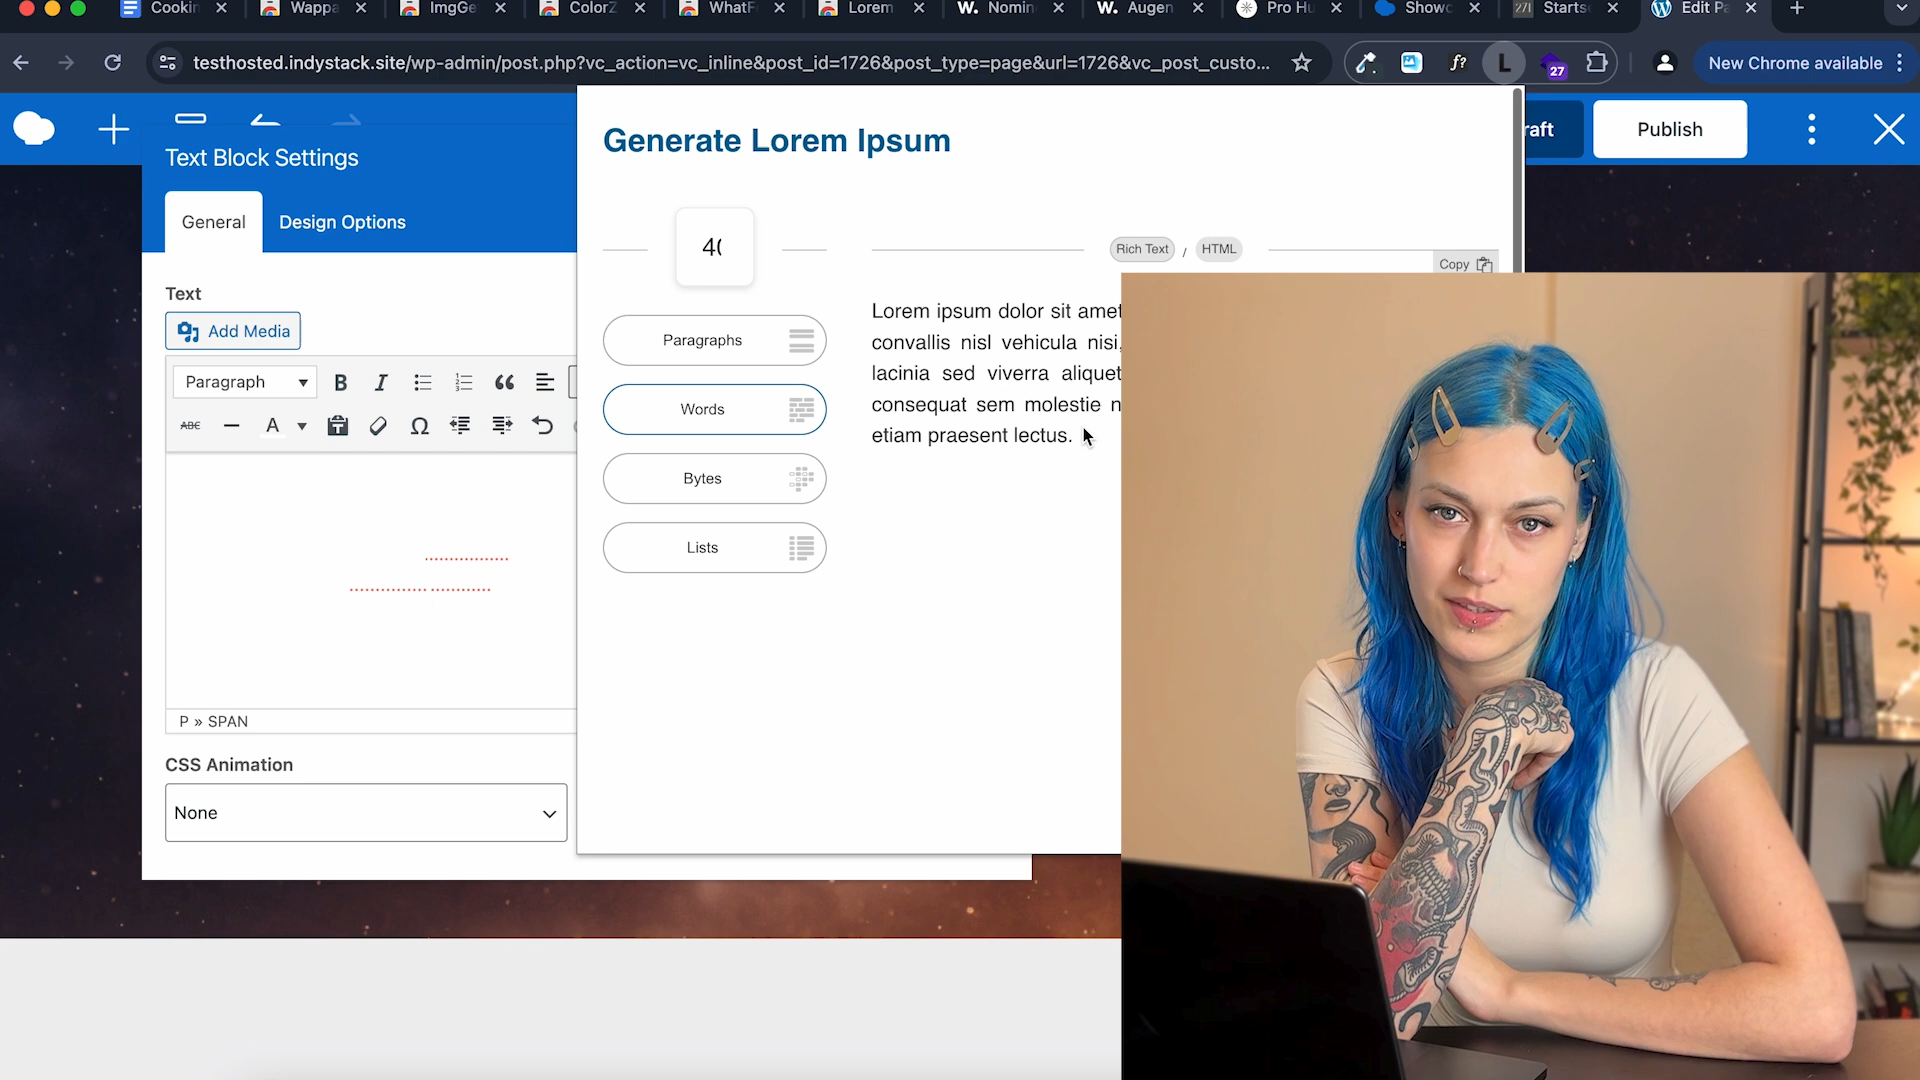 Cookin
Wappa
ImgGe
ColorZ
WhatF
Lorem
W. Nomin
W. Augen
Pro Hu
Showc
271 Starts
Edit Pa
testhosted.indystack.site/wp-admin/post.php?vc_action=vc_inline&post_id=1726&post_type=page&url=1726&vc_post_custo...
f?
L
27
New Chrome available
raft
Publish
Text Block Settings
General
Design Options
Text
Add Media
Paragraph
B I
ABC
A
Ω
P » SPAN
CSS Animation
None
Generate Lorem Ipsum
40
Paragraphs
Words
Bytes
Lists
Rich Text / HTML
Copy
Lorem ipsum dolor sit amet
convallis nisl vehicula nisi,
lacinia sed viverra aliquet
consequat sem molestie n
etiam praesent lectus.